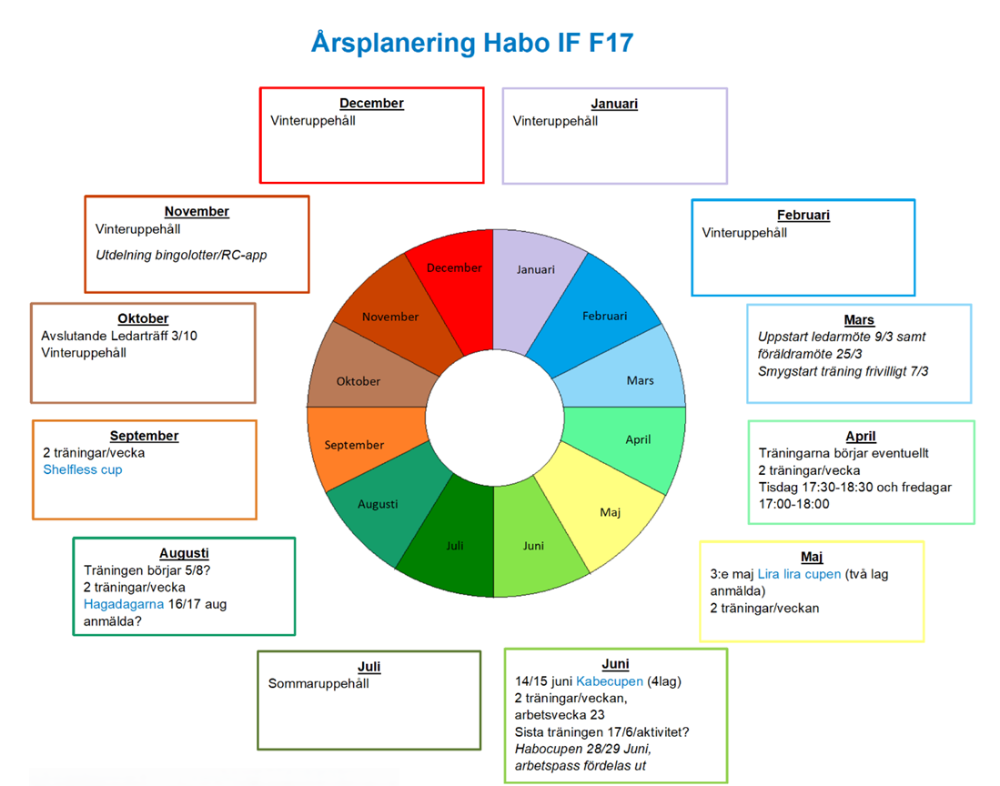 Årsplanering Habo IF F17
December
Vinteruppehåll
Januari
Vinteruppehåll
November
Vinteruppehåll
Utdelning bingolotter/RC-app
Februari
Vinteruppehåll
Oktober
Avslutande Ledarträff 3/10
Vinteruppehåll
Mars
Uppstart ledarmöte 9/3 samt
föräldramöte 25/3
Smygstart träning frivilligt 7/3
September
2 träningar/vecka
Shelfless cup
April
Träningarna börjar eventuellt
2 träningar/vecka
Tisdag 17:30-18:30 och fredagar
17:00-18:00
Augusti
Träningen börjar 5/8?
2 träningar/vecka
Hagadagarna 16/17 aug
anmälda?
Maj
3:e maj Lira lira cupen (två lag
anmälda)
2 träningar/veckan
Juli
Sommaruppehåll
Juni
14/15 juni Kabecupen (4lag)
2 träningar/veckan,
arbetsvecka 23
Sista träningen 17/6/aktivitet?
Habocupen 28/29 Juni,
arbetspass fördelas ut
December
Januari
November
Februari
Oktober
Mars
September
April
Augusti
Maj
Juli
Juni